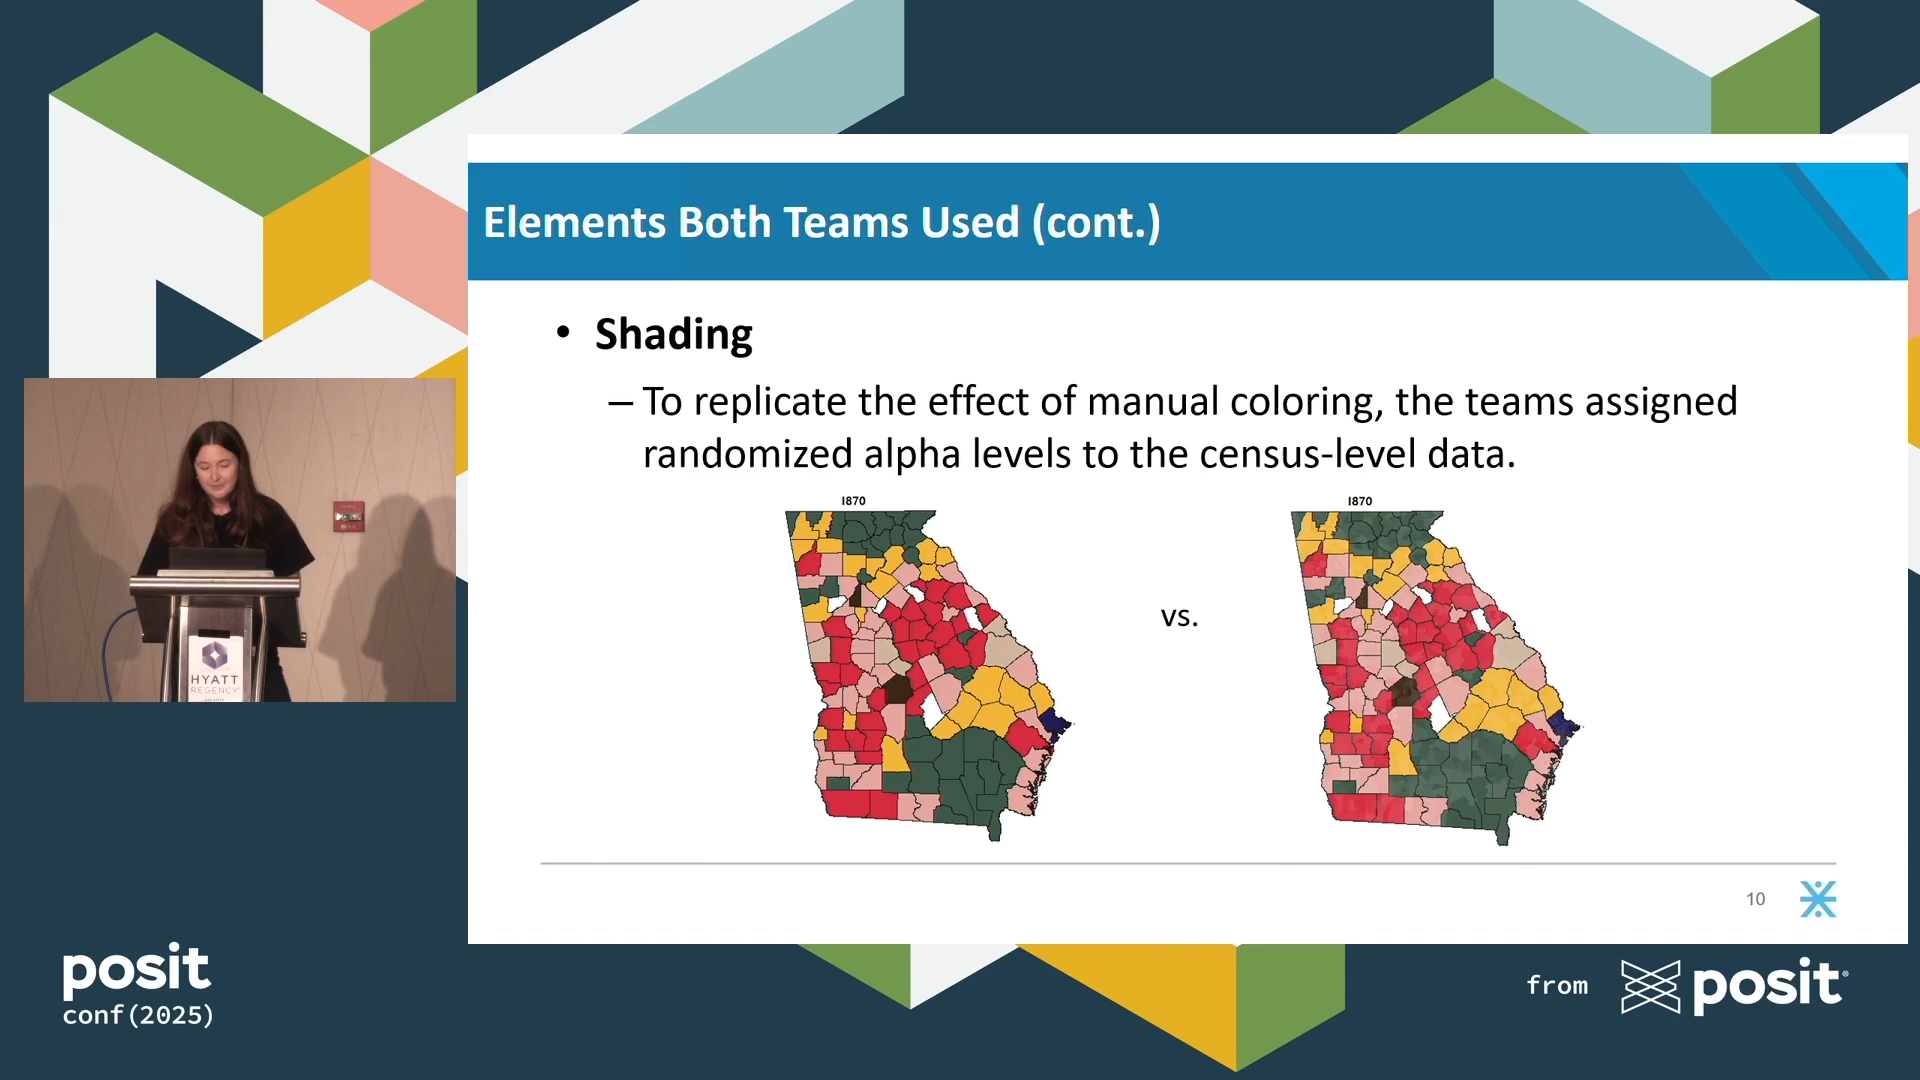 Elements Both Teams Used (cont.)
• Shading
– To replicate the effect of manual coloring, the teams assigned
randomized alpha levels to the census-level data.
1870
1870
vs.
10
HYATT
REGENCY
posit
conf(2025)
from
posit